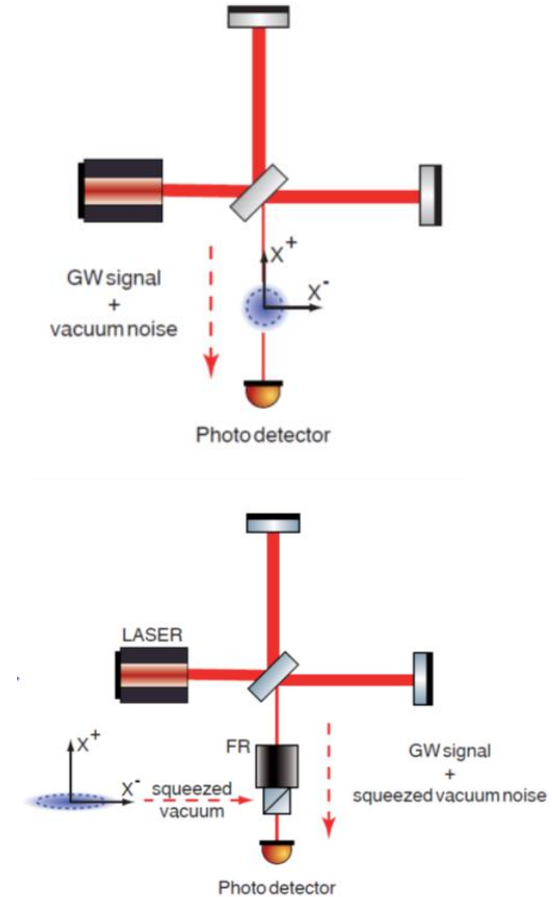 X+
X-
GW signal
+
vacuum noise
Photo detector
LASER
FR
X+
X-
squeezed
vacuum
GW signal
+
squeezed vacuum noise
Photo detector